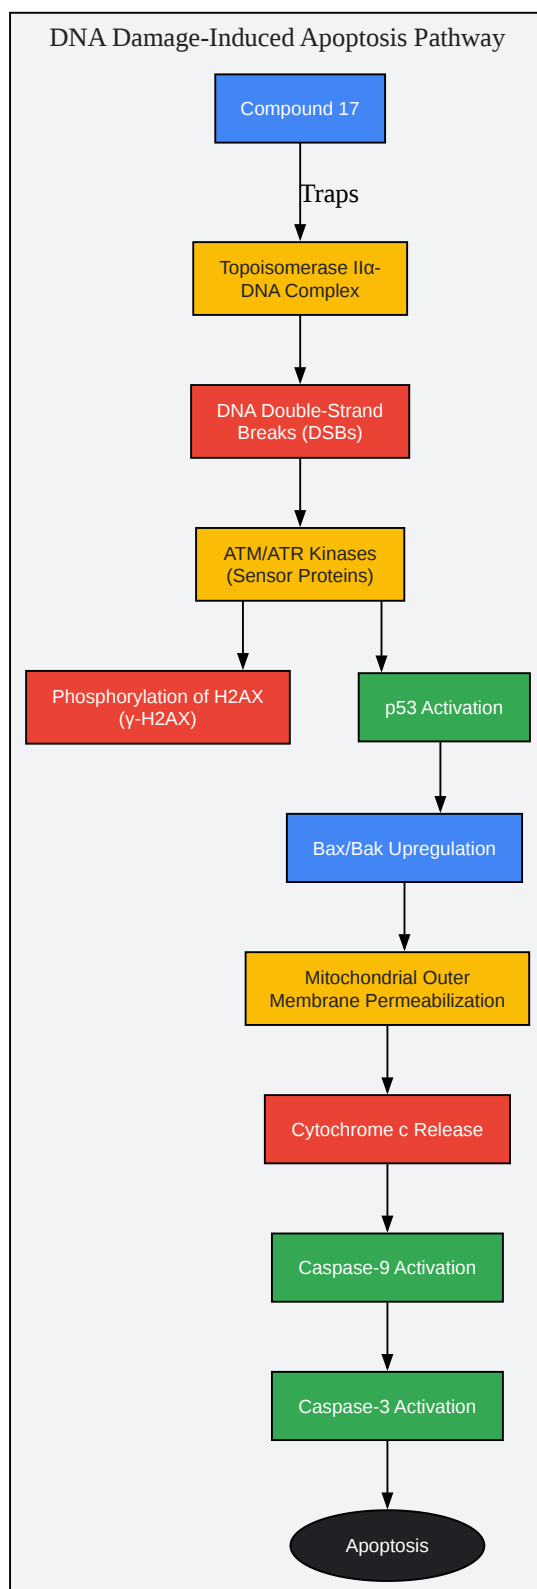 DNA Damage-Induced Apoptosis Pathway
Compound 17
Traps
Topoisomerase IIα-
DNA Complex
DNA Double-Strand
Breaks (DSBs)
ATM/ATR Kinases
(Sensor Proteins)
Phosphorylation of H2AX
(γ-H2AX)
p53 Activation
Bax/Bak Upregulation
Mitochondrial Outer
Membrane Permeabilization
Cytochrome c Release
Caspase-9 Activation
Caspase-3 Activation
Apoptosis